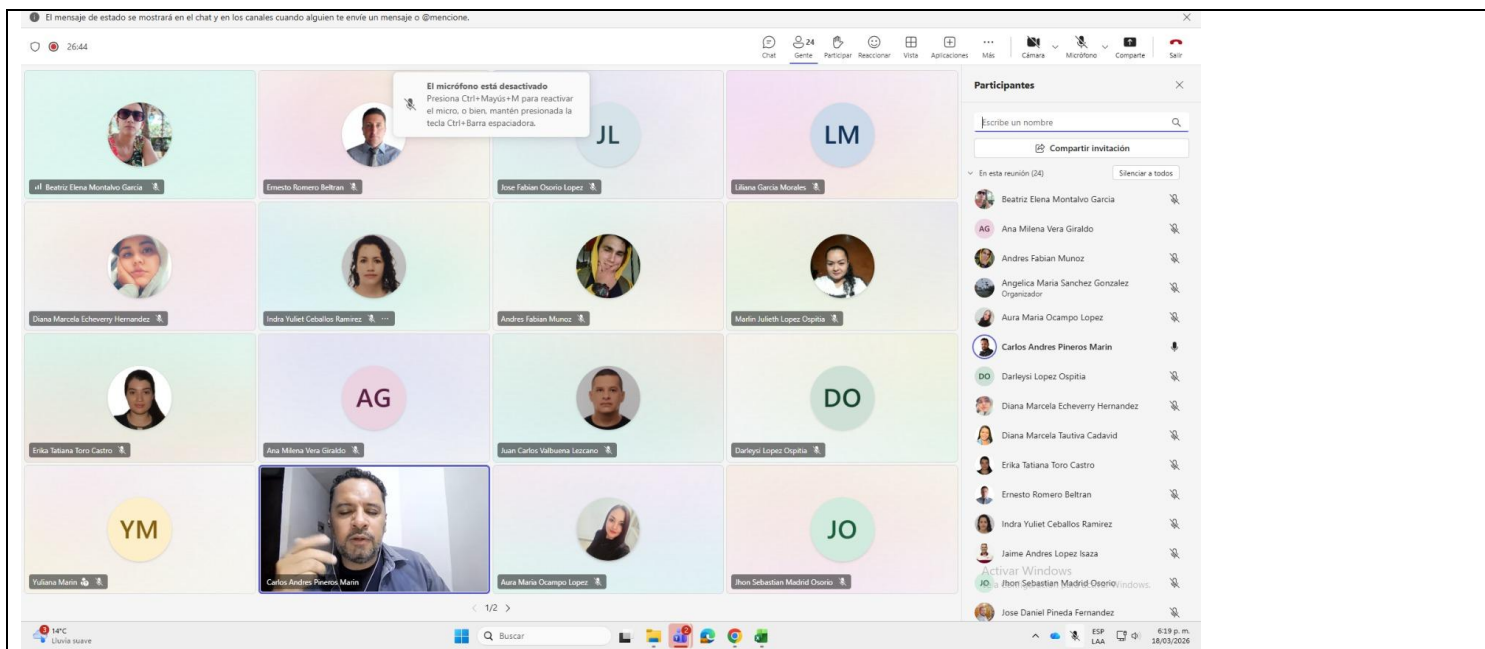 El mensaje de estado se mostrará en el chat y en los canales cuando alguien te envíe un mensaje o @mencione.
26:44
Chat
24
Gente
Participar
Reaccionar
Vista
Aplicaciones
Más
Cámara
Micrófono
Comparte
Salir
El micrófono está desactivado
Presiona Ctrl+Mayús+M para reactivar
el micro, o bien, mantén presionada la
tecla Ctrl+Barra espaciadora.
JL
LM
Beatriz Elena Montalvo Garcia
Ernesto Romero Beltran
Jose Fabian Osorio Lopez
Liliana Garcia Morales
Diana Marcela Echeverry Hernandez
Indra Yuliet Ceballos Ramirez
Andres Fabian Munoz
Marlin Julieth Lopez Ospitia
AG
DO
Erika Tatiana Toro Castro
Ana Milena Vera Giraldo
Juan Carlos Valbuena Lezcano
Darleysi Lopez Ospitia
YM
JO
Yuliana Marin
Carlos Andres Pineros Marin
Aura Maria Ocampo Lopez
Jhon Sebastian Madrid Osorio
1/2
Participantes
Escribe un nombre
Compartir invitación
En esta reunión (24)
Silenciar a todos
Beatriz Elena Montalvo Garcia
AG Ana Milena Vera Giraldo
Andres Fabian Munoz
Angelica Maria Sanchez Gonzalez
Organizador
Aura Maria Ocampo Lopez
Carlos Andres Pineros Marin
DO Darleysi Lopez Ospitia
Diana Marcela Echeverry Hernandez
Diana Marcela Tautiva Cadavid
Erika Tatiana Toro Castro
Ernesto Romero Beltran
Indra Yuliet Ceballos Ramirez
Jaime Andres Lopez Isaza
Activar Windows
JO Jhon Sebastian Madrid Osorio
Windows.
Jose Daniel Pineda Fernandez
3
14°C
Lluvia suave
Buscar
2
ESP
LAA
6:19 p. m.
18/03/2026